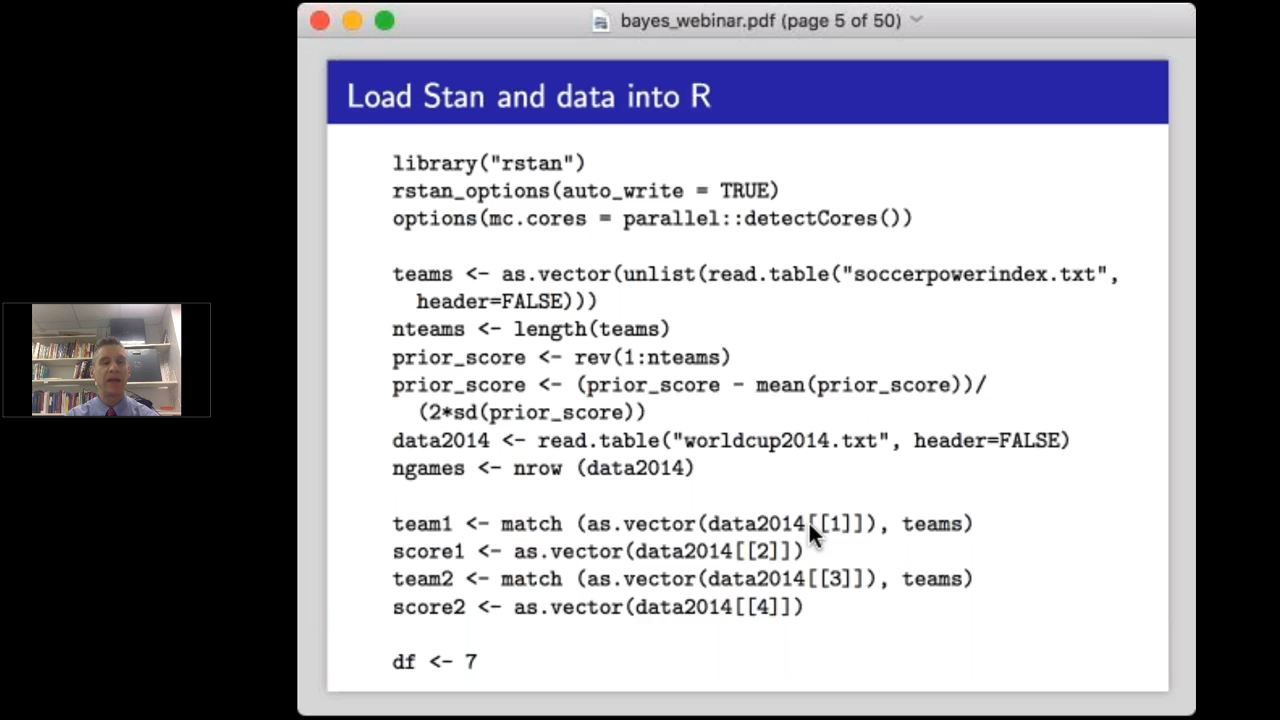 bayes_webinar.pdf (page 5 of 50)
Load Stan and data into R
library("rstan")
rstan_options(auto_write = TRUE)
options(mc.cores = parallel::detectCores())
teams <- as.vector(unlist(read.table("soccerpowerindex.txt",
header=FALSE)))
nteams <- length(teams)
prior_score <- rev(1:nteams)
prior_score <- (prior_score - mean(prior_score))/
(2*sd(prior_score))
data2014 <- read.table("worldcup2014.txt", header=FALSE)
ngames <- nrow (data2014)
team1 <- match (as.vector(data2014[[1]]), teams)
score1 <- as.vector(data2014[[2]])
team2 <- match (as.vector(data2014[[3]]), teams)
score2 <- as.vector(data2014[[4]])
df <- 7